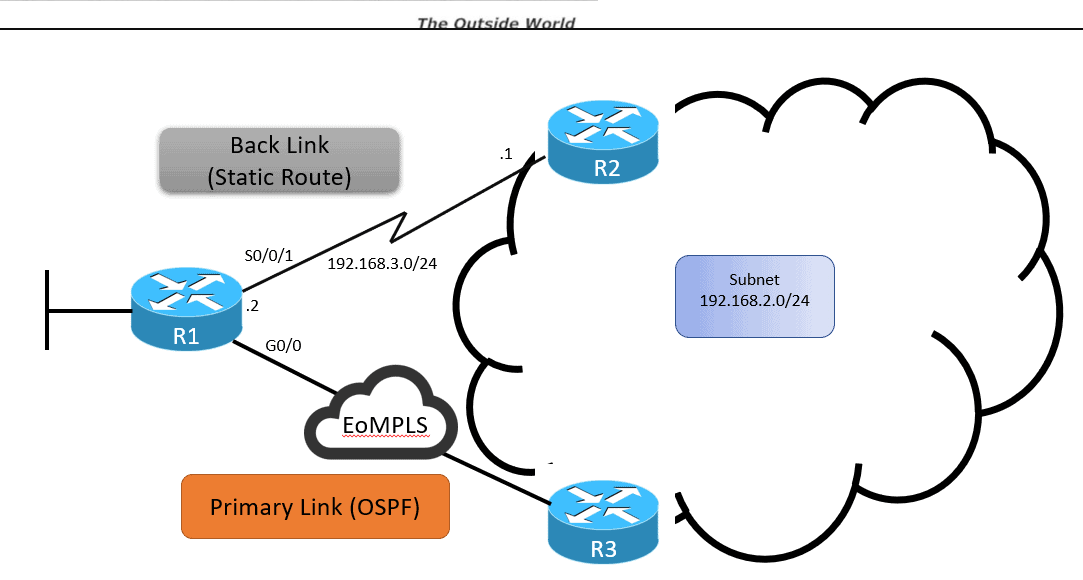 The Outside World
Back Link
(Static Route)
R2
.1
S0/0/1
192.168.3.0/24
Subnet
192.168.2.0/24
.2
R1
G0/0
EoMPLS
Primary Link (OSPF)
R3